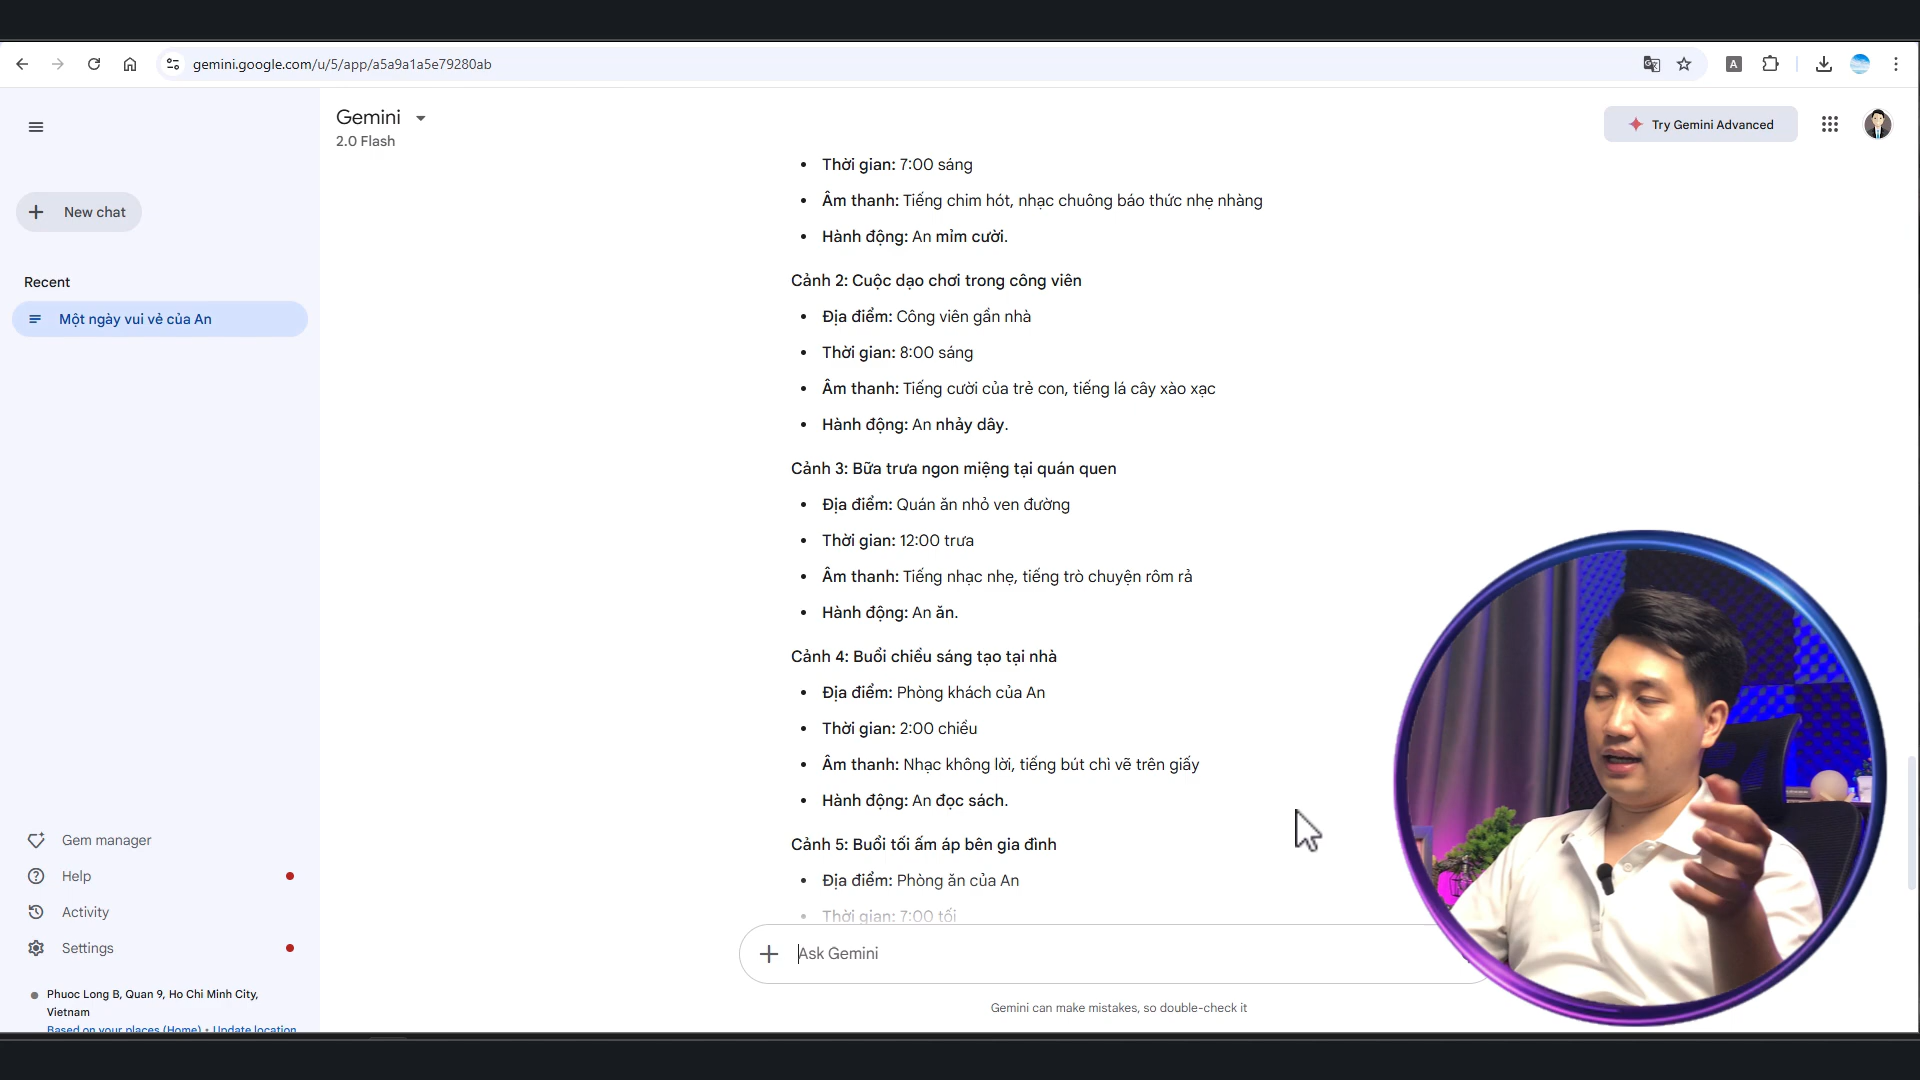 gemini.google.com/u/5/app/a5a9a1a5e79280ab
A
Gemini
2.0 Flash
Try Gemini Advanced
New chat
Recent
Một ngày vui vẻ của An
Thời gian: 7:00 sáng
Âm thanh: Tiếng chim hót, nhạc chuông báo thức nhẹ nhàng
Hành động: An mỉm cười.
Cảnh 2: Cuộc dạo chơi trong công viên
Địa điểm: Công viên gần nhà
Thời gian: 8:00 sáng
Âm thanh: Tiếng cười của trẻ con, tiếng lá cây xào xạc
Hành động: An nhảy dây.
Cảnh 3: Bữa trưa ngon miệng tại quán quen
Địa điểm: Quán ăn nhỏ ven đường
Thời gian: 12:00 trưa
Âm thanh: Tiếng nhạc nhẹ, tiếng trò chuyện rôm rả
Hành động: An ăn.
Cảnh 4: Buổi chiều sáng tạo tại nhà
Địa điểm: Phòng khách của An
Thời gian: 2:00 chiều
Âm thanh: Nhạc không lời, tiếng bút chì vẽ trên giấy
Hành động: An đọc sách.
Cảnh 5: Buổi tối ấm áp bên gia đình
Địa điểm: Phòng ăn của An
Thời gian: 7:00 tối
Gem manager
Help
Activity
Settings
Phuoc Long B, Quan 9, Ho Chi Minh City,
Vietnam
Based on your places (Home) • Update location
Ask Gemini
Gemini can make mistakes, so double-check it